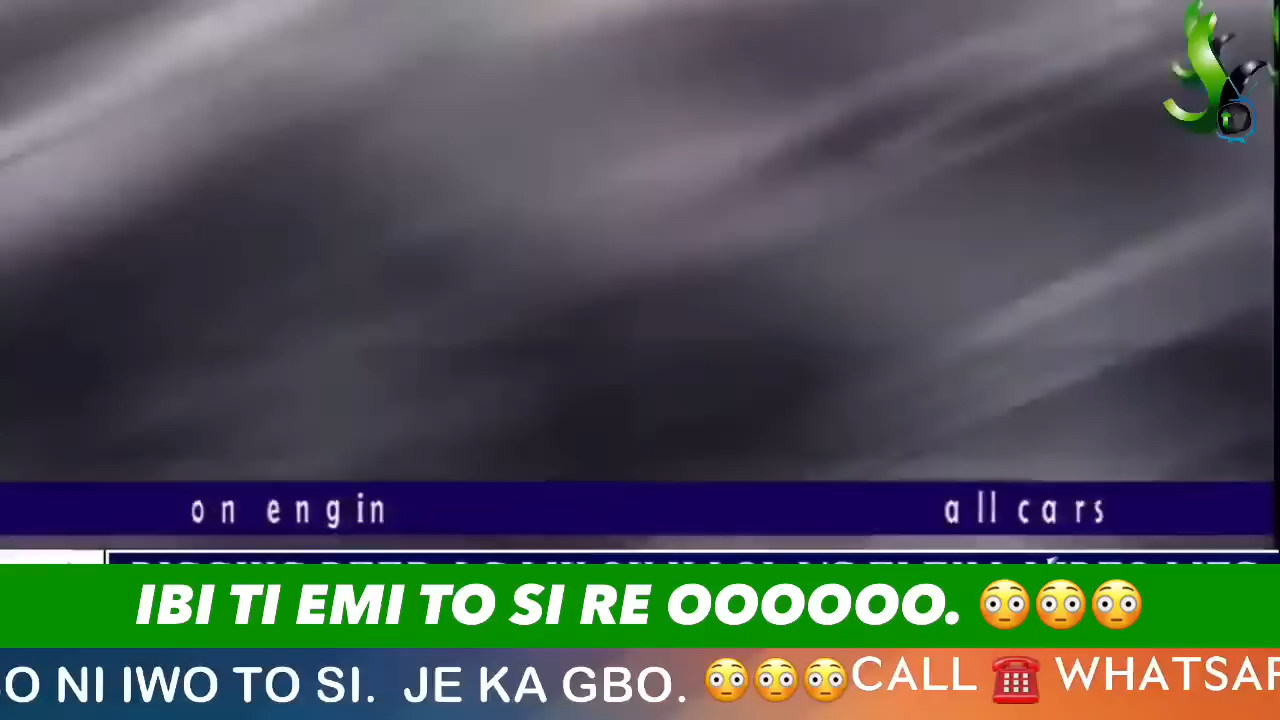 on engin all cars
IBI TI EMI TO SI RE OOOOOO. 😳😳😳
O NI IWO TO SI. JE KA GBO. 😳😳😳CALL ☎️ WHATSAP